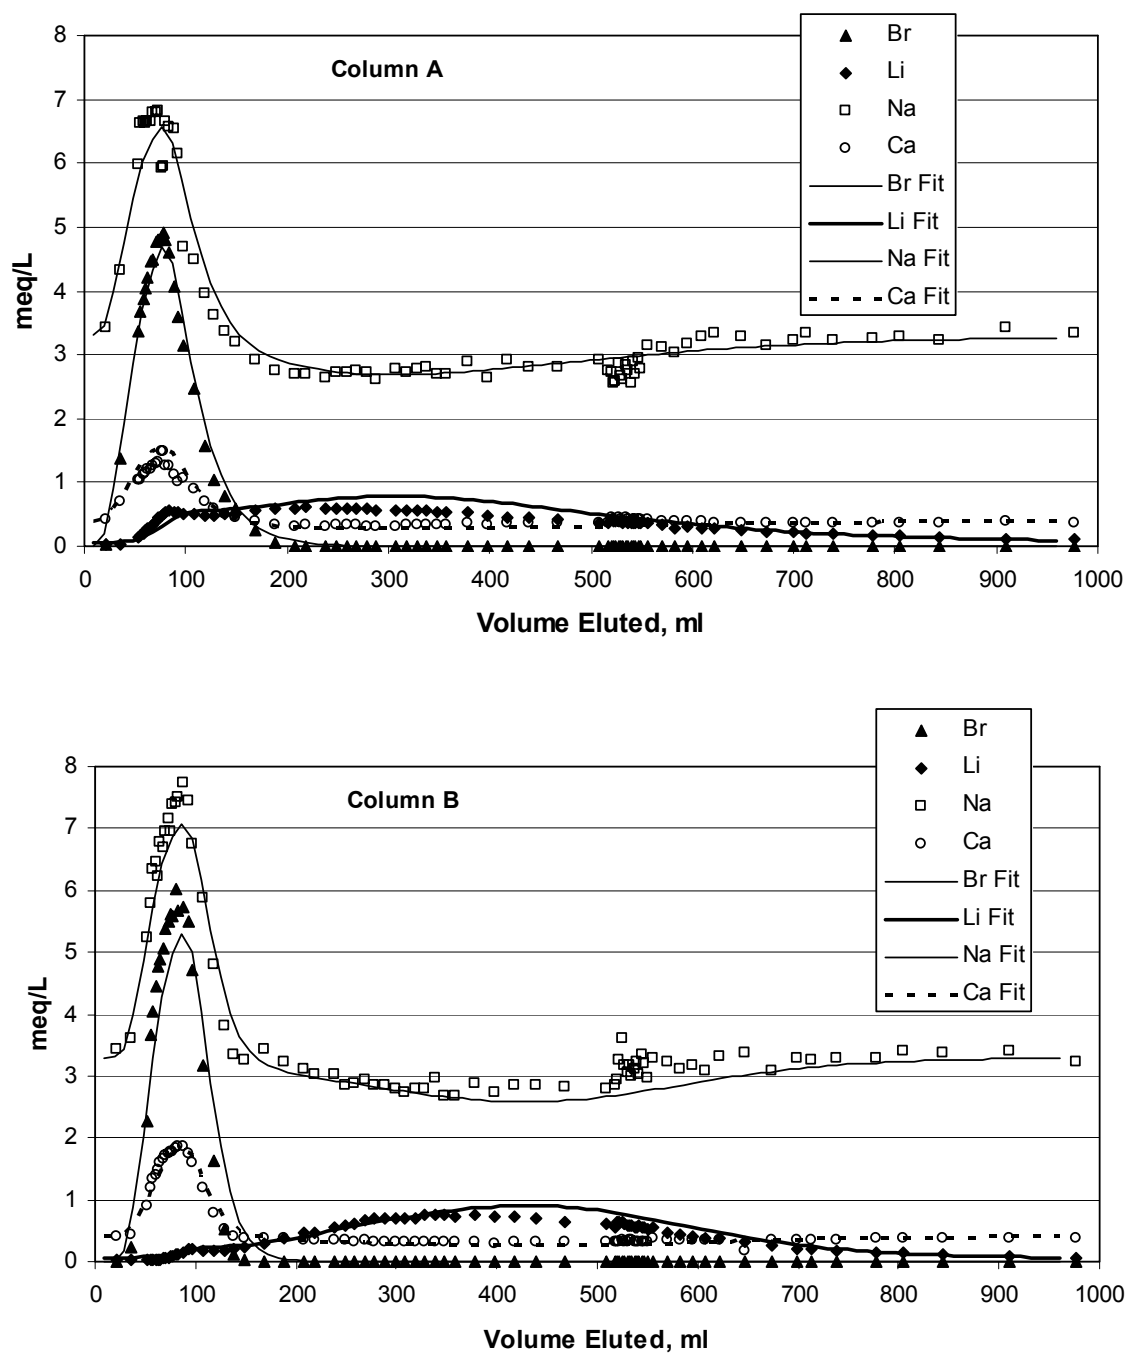 Column A
Br
Li
Na
Ca
Br Fit
Li Fit
Na Fit
Ca Fit
8
7
6
5
4
3
2
1
0
meq/L
0 100 200 300 400 500 600 700 800 900 1000
Volume Eluted, ml
Column B
Br
Li
Na
Ca
Br Fit
Li Fit
Na Fit
Ca Fit
8
7
6
5
4
3
2
1
0
meq/L
0 100 200 300 400 500 600 700 800 900 1000
Volume Eluted, ml